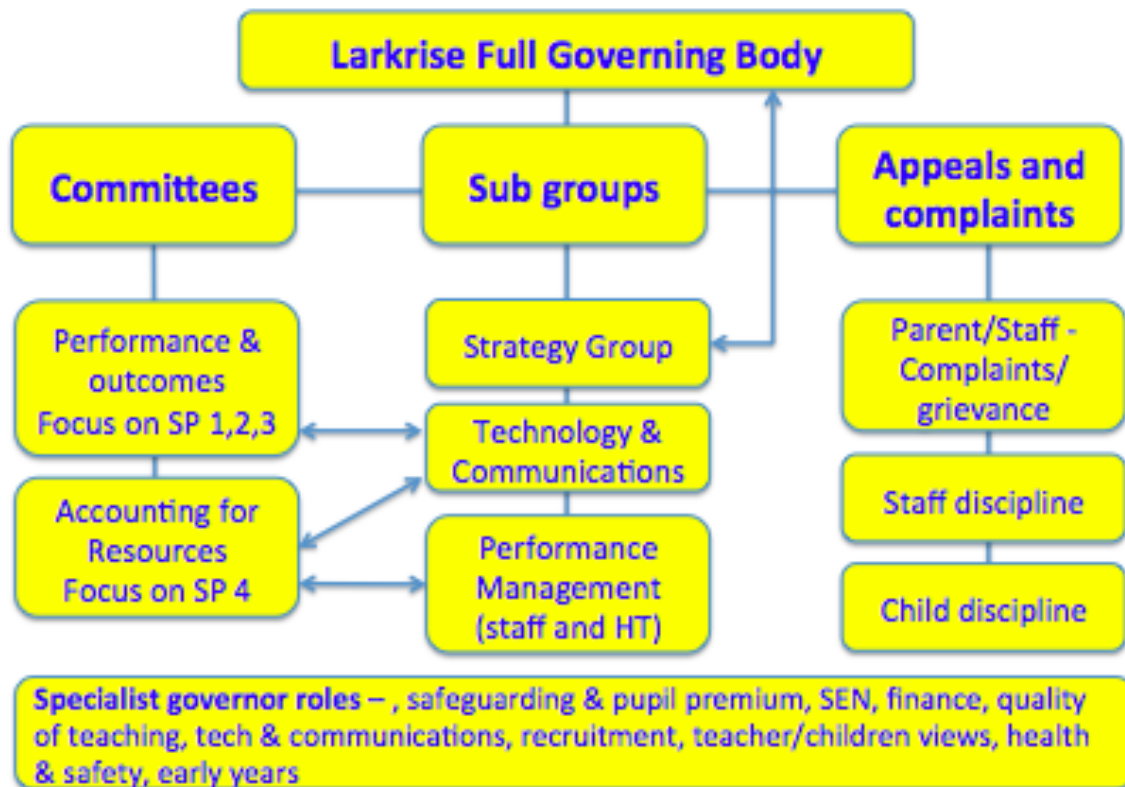 Larkrise Full Governing Body
Committees
Sub groups
Appeals and
complaints
Performance &
outcomes
Focus on SP 1,2,3
Accounting for
Resources
Focus on SP 4
Strategy Group
Technology &
Communications
Performance
Management
(staff and HT)
Parent/Staff -
Complaints/
grievance
Staff discipline
Child discipline
Specialist governor roles – , safeguarding & pupil premium, SEN, finance, quality
of teaching, tech & communications, recruitment, teacher/children views, health
& safety, early years